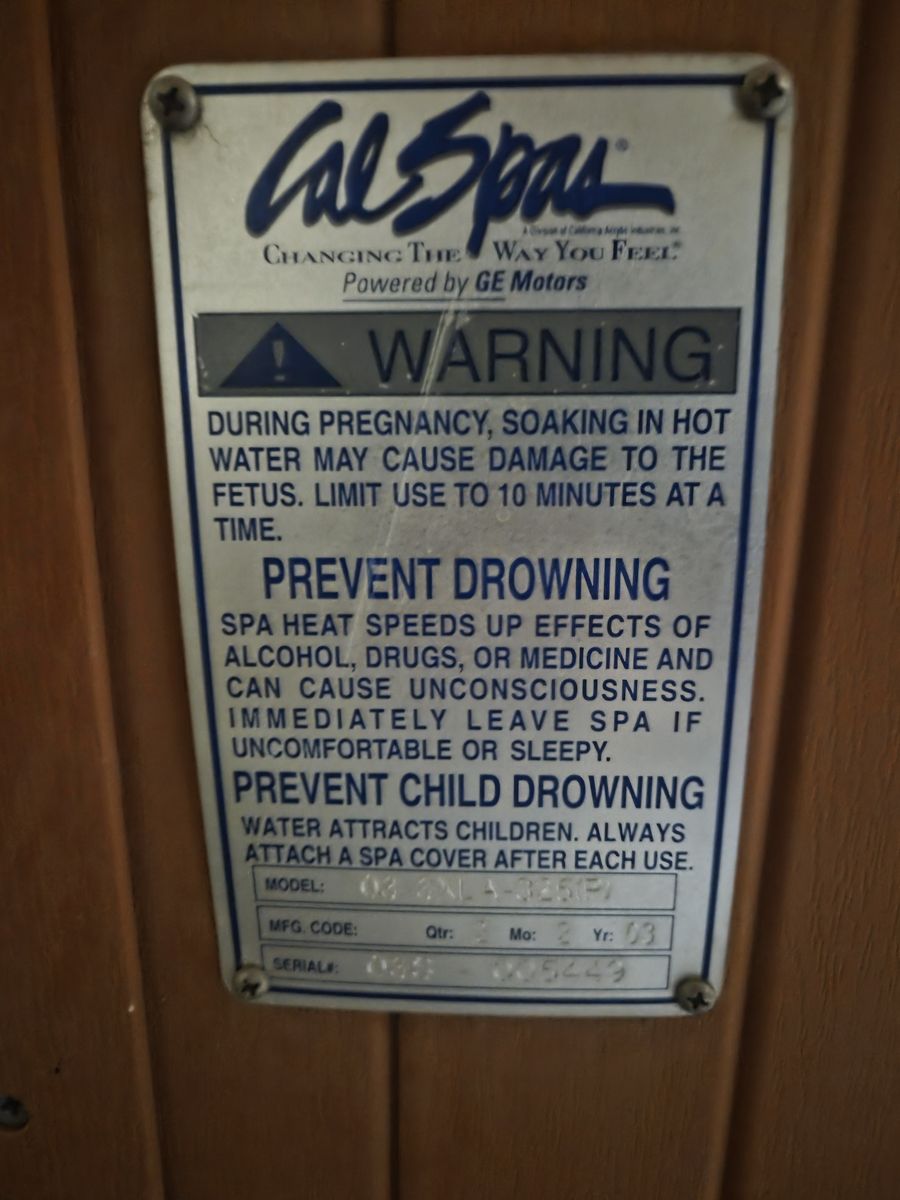 Cal Spas®
A Division of California Acrylic Industries, Inc.
CHANGING THE WAY YOU FEEL®
Powered by GE Motors
! WARNING
DURING PREGNANCY, SOAKING IN HOT
WATER MAY CAUSE DAMAGE TO THE
FETUS. LIMIT USE TO 10 MINUTES AT A
TIME.
PREVENT DROWNING
SPA HEAT SPEEDS UP EFFECTS OF
ALCOHOL, DRUGS, OR MEDICINE AND
CAN CAUSE UNCONSCIOUSNESS.
IMMEDIATELY LEAVE SPA IF
UNCOMFORTABLE OR SLEEPY.
PREVENT CHILD DROWNING
WATER ATTRACTS CHILDREN. ALWAYS
ATTACH A SPA COVER AFTER EACH USE.
MODEL:
MFG. CODE: Qtr: Mo: Yr: 03
SERIAL#: